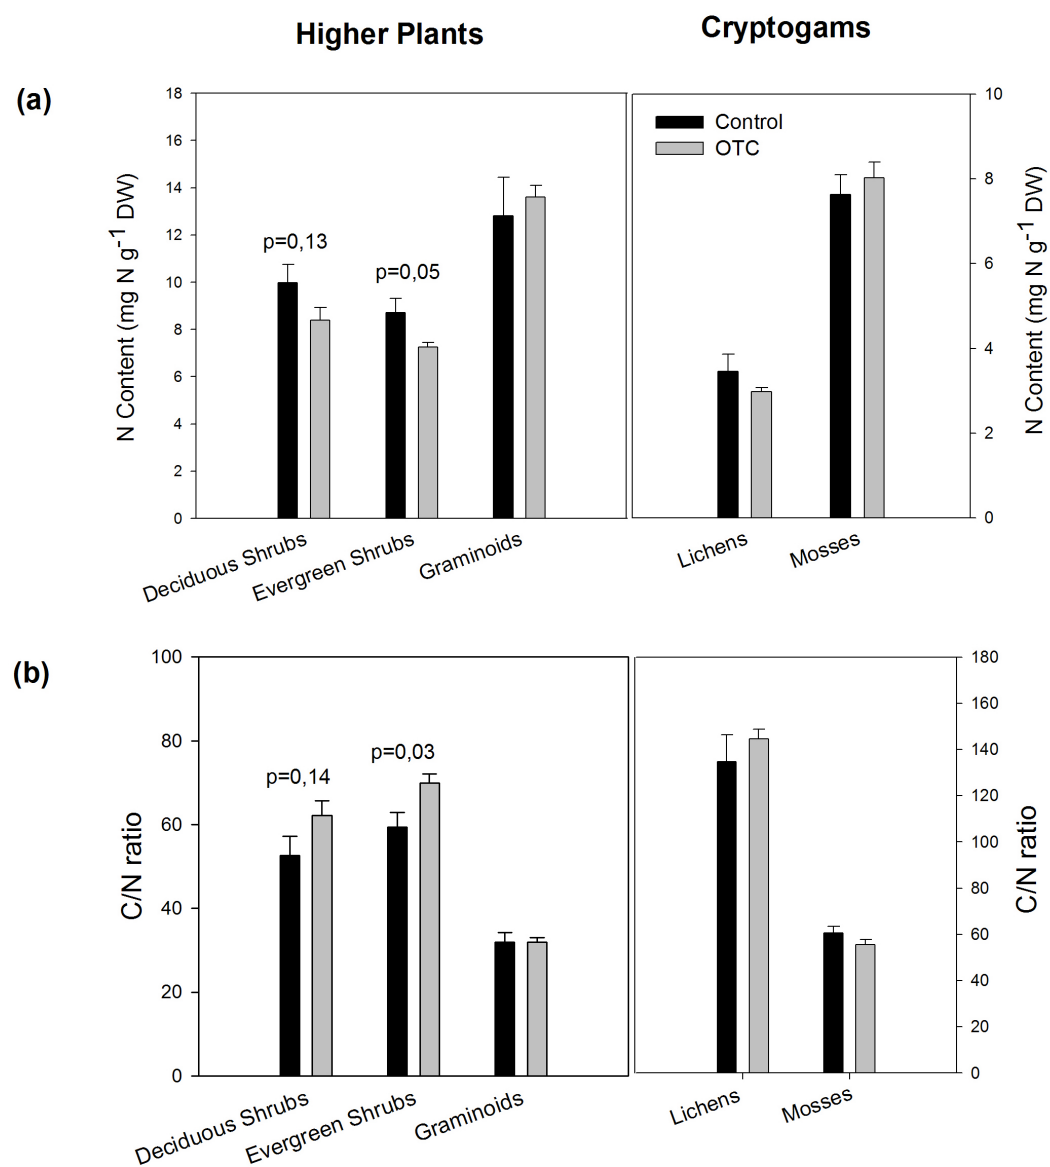 Higher Plants
Cryptogams
(a)
N Content (mg N g-1 DW)
18
16
14
12
10
8
6
4
2
0
p=0,13
p=0,05
Deciduous Shrubs
Evergreen Shrubs
Graminoids
Control
OTC
10
8
6
4
2
0
N Content (mg N g-1 DW)
Lichens
Mosses
(b)
C/N ratio
100
80
60
40
20
0
p=0,14
p=0,03
Deciduous Shrubs
Evergreen Shrubs
Graminoids
180
160
140
120
100
80
60
40
20
0
C/N ratio
Lichens
Mosses